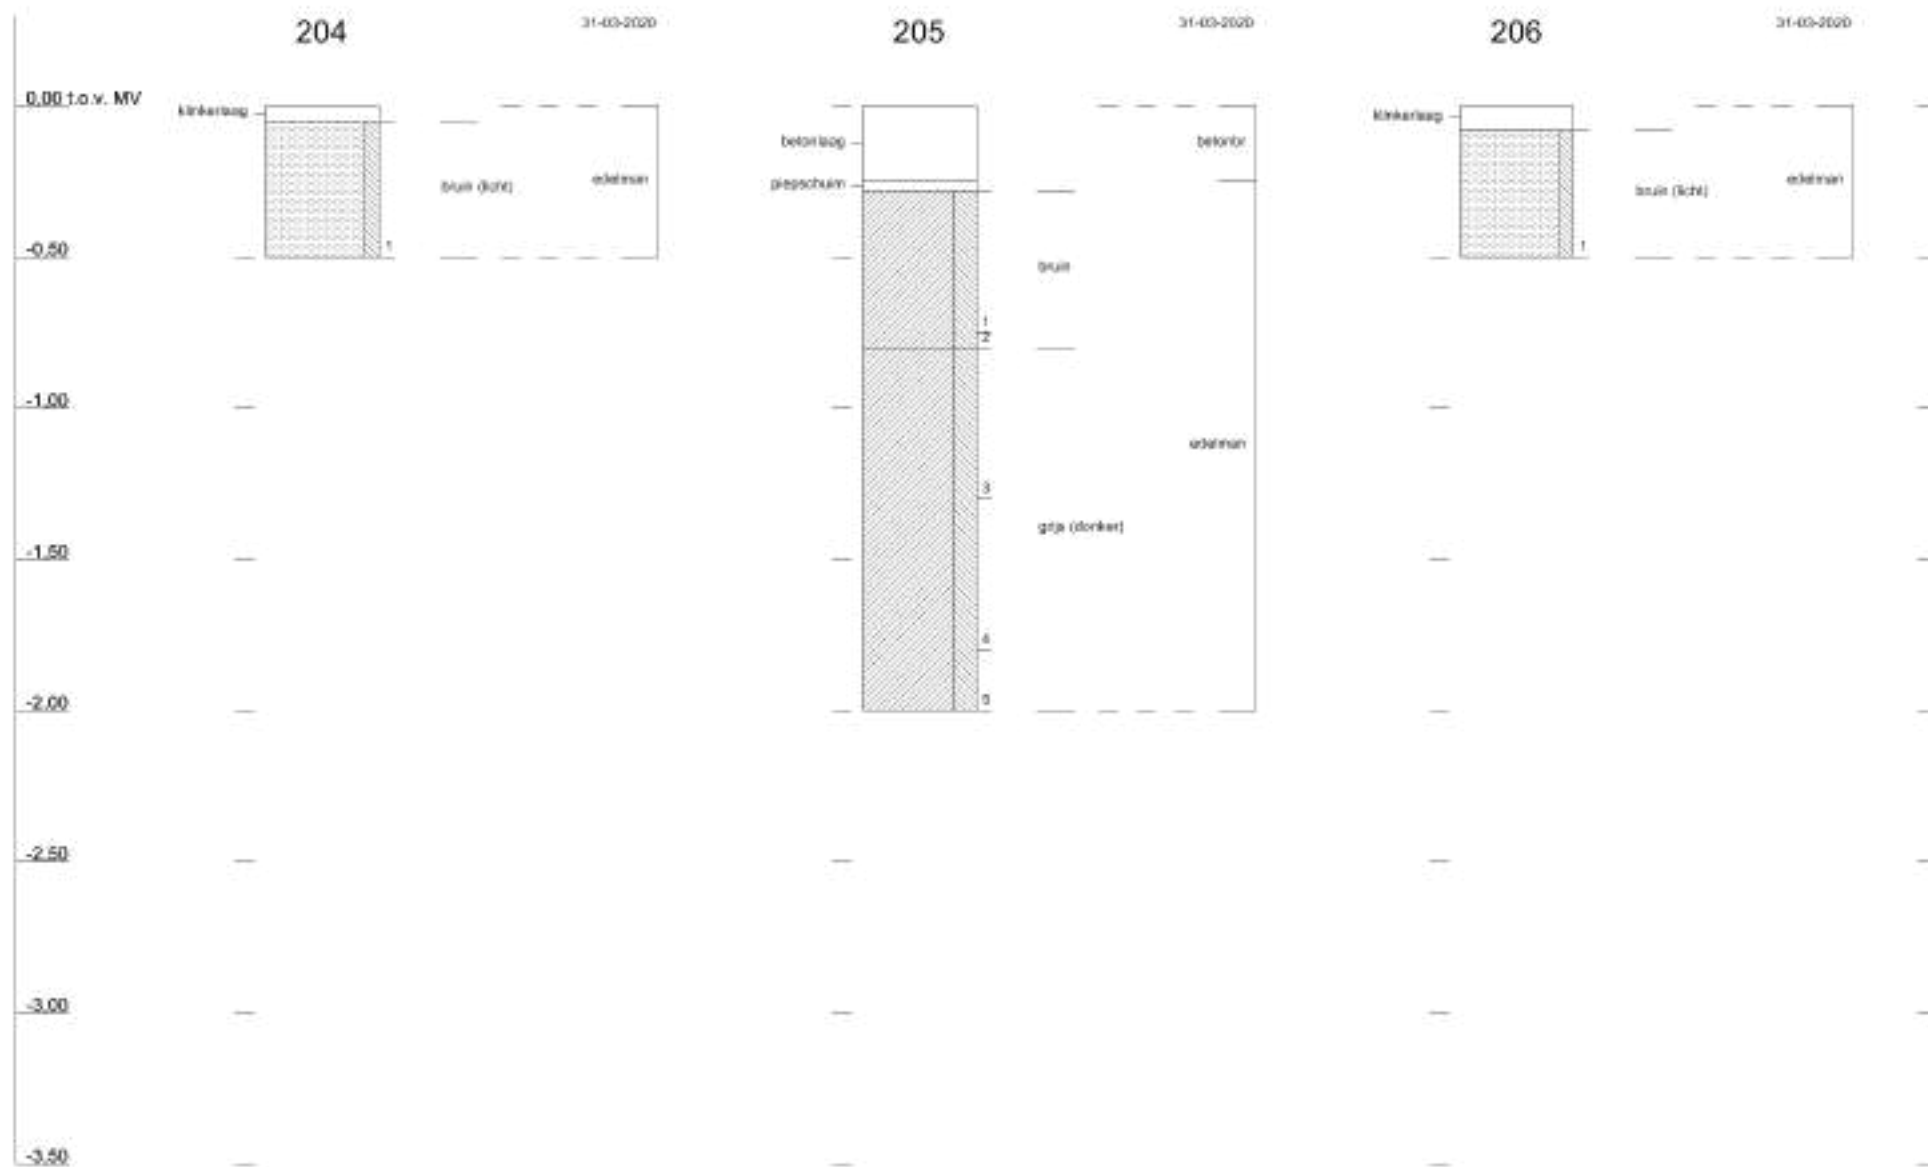 204
31-03-2020
205
31-03-2020
206
31-03-2020
0,00 t.o.v. MV
klinkerlaag
bruin (licht)
edelman
1
betonlaag
betonbr
piepschuim
bruin
1
2
edelman
3
grijs (donker)
4
5
klinkerlaag
bruin (licht)
edelman
1
-0,50
-1,00
-1,50
-2,00
-2,50
-3,00
-3,50